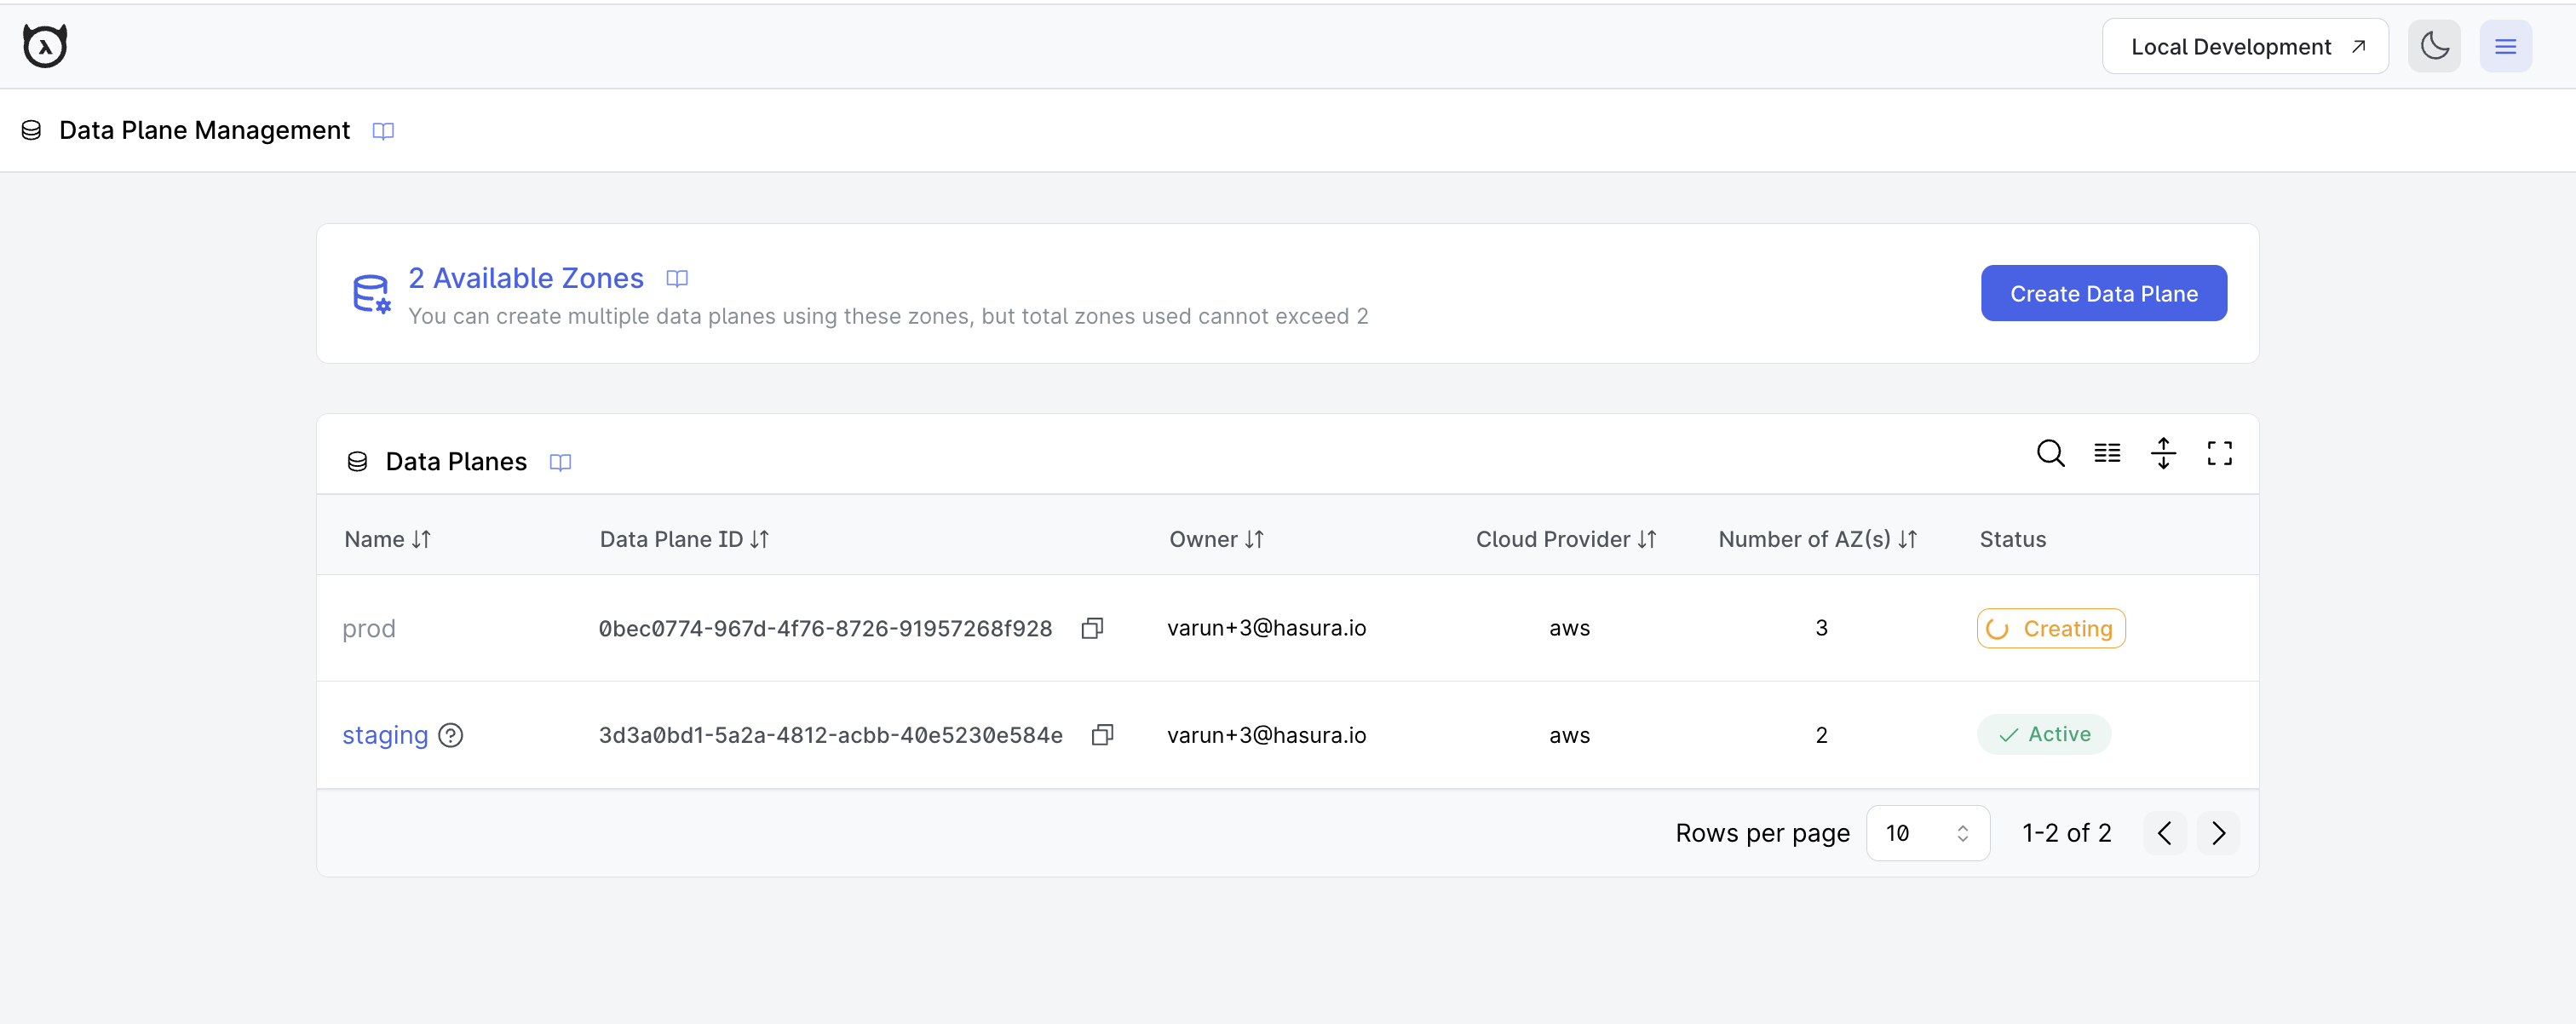 Local Development
Data Plane Management
2 Available Zones
You can create multiple data planes using these zones, but total zones used cannot exceed 2
Create Data Plane
Data Planes
Name Data Plane ID Owner Cloud Provider Number of AZ(s) Status
prod 0bec0774-967d-4f76-8726-91957268f928 varun+3@hasura.io aws 3 Creating
staging 3d3a0bd1-5a2a-4812-acbb-40e5230e584e varun+3@hasura.io aws 2 Active
Rows per page 10 1-2 of 2